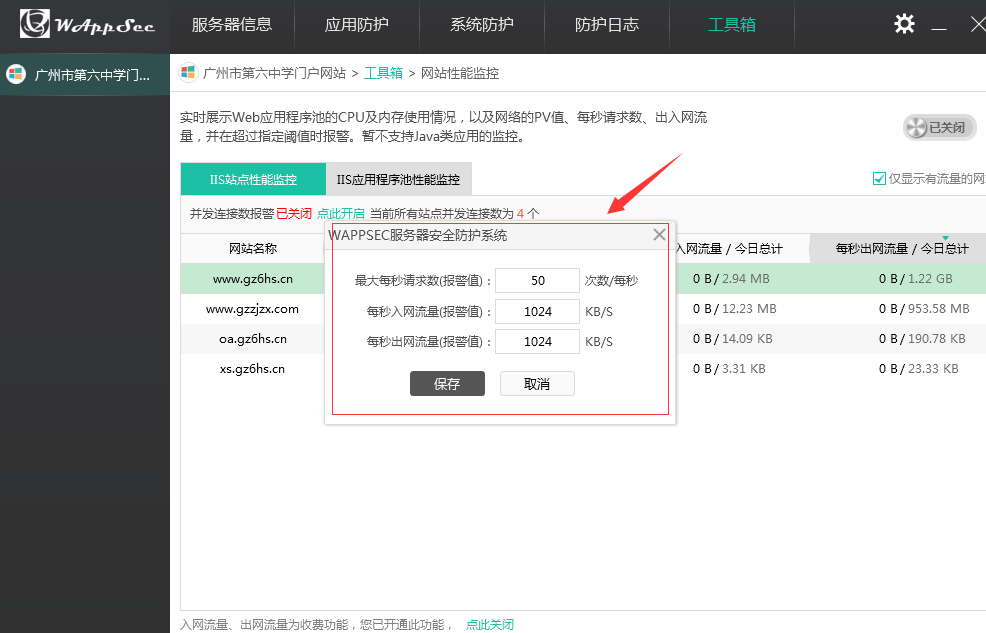 WAppSec
服务器信息
应用防护
系统防护
防护日志
工具箱
广州市第六中学门...
广州市第六中学门户网站 > 工具箱 > 网站性能监控
实时展示Web应用程序池的CPU及内存使用情况，以及网络的PV值、每秒请求数、出入网流
量，并在超过指定阈值时报警。暂不支持Java类应用的监控。
已关闭
IIS站点性能监控
IIS应用程序池性能监控
仅显示有流量的网
并发连接数报警 已关闭 点此开启 当前所有站点并发连接数为 4 个
网站名称
入网流量 / 今日总计
每秒出网流量 / 今日总计
www.gz6hs.cn
0 B / 2.94 MB
0 B / 1.22 GB
www.gzzjzx.com
0 B / 12.23 MB
0 B / 953.58 MB
oa.gz6hs.cn
0 B / 14.09 KB
0 B / 190.78 KB
xs.gz6hs.cn
0 B / 3.31 KB
0 B / 23.33 KB
WAPPSEC服务器安全防护系统
最大每秒请求数(报警值)： 50 次数/每秒
每秒入网流量(报警值)： 1024 KB/S
每秒出网流量(报警值)： 1024 KB/S
保存
取消
入网流量、出网流量为收费功能，您已开通此功能， 点此关闭